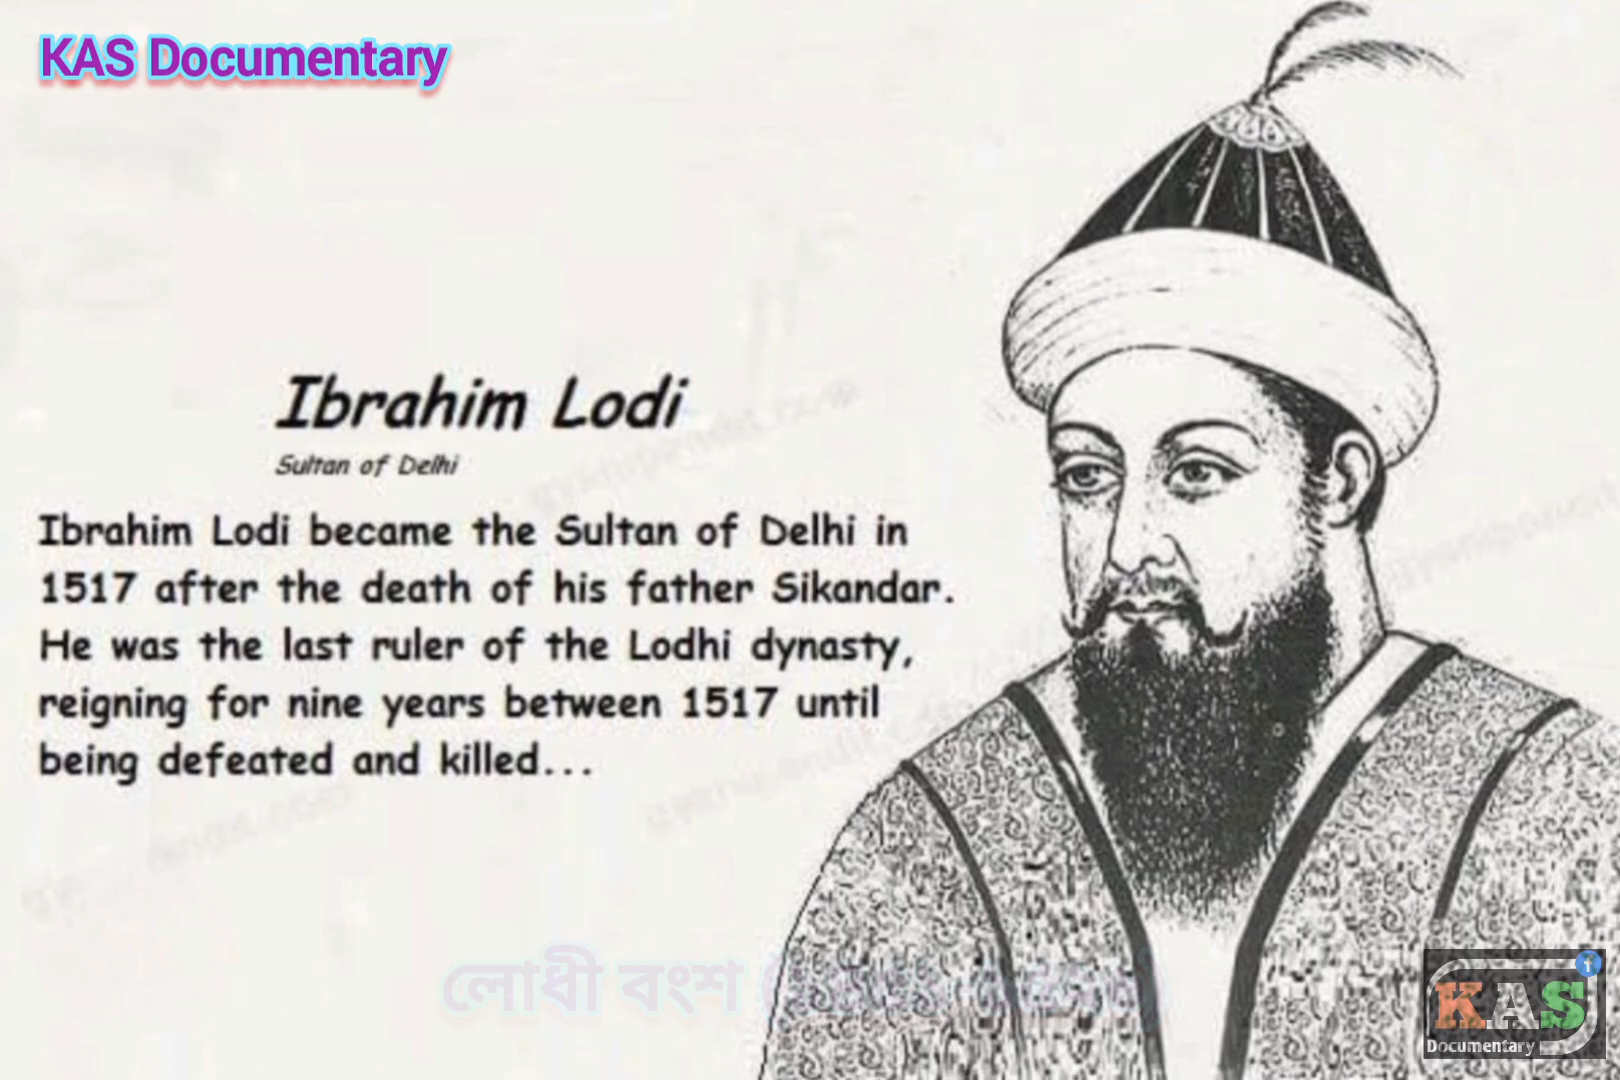 KAS Documentary
Ibrahim Lodi
Sultan of Delhi
Ibrahim Lodi became the Sultan of Delhi in
1517 after the death of his father Sikandar.
He was the last ruler of the Lodhi dynasty,
reigning for nine years between 1517 until
being defeated and killed...
লোধী বংশ
KAS
Documentary